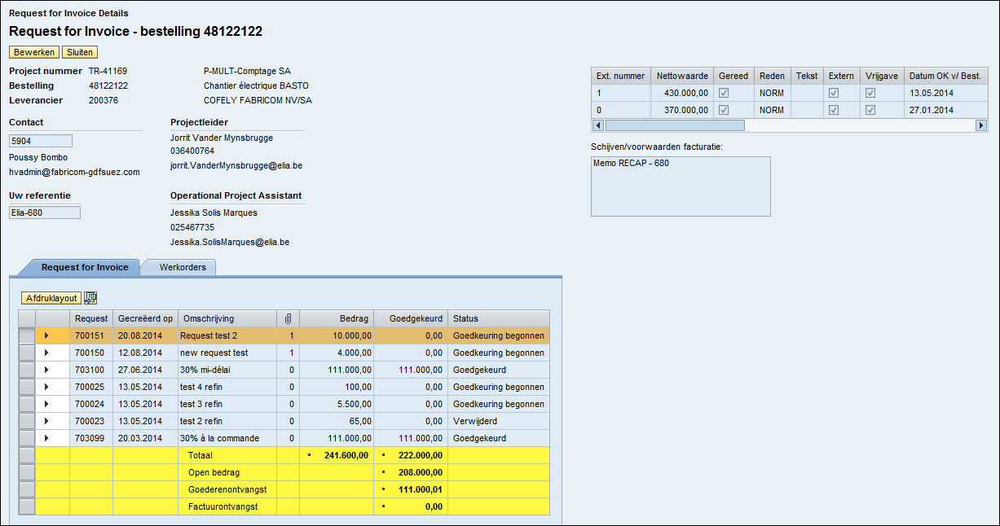 Request for Invoice Details
Request for Invoice - bestelling 48122122
Bewerken Sluiten
Project nummer TR-41169 P-MULT-Comptage SA
Bestelling 48122122 Chantier électrique BASTO
Leverancier 200376 COFELY FABRICOM NV/SA
Contact Projectleider
5904 Jorrit Vander Mynsbrugge
Poussy Bombo 036400764
hvadmin@fabricom-gdfsuez.com jorrit.VanderMynsbrugge@elia.be
Uw referentie Operational Project Assistant
Elia-680 Jessika Solis Marques
025467735
Jessika.SolisMarques@elia.be
Ext. nummer Nettowaarde Gereed Reden Tekst Extern Vrijgave Datum OK v/ Best.
1 430.000,00 NORM 13.05.2014
0 370.000,00 NORM 27.01.2014
Schijven/voorwaarden facturatie:
Memo RECAP - 680
Request for Invoice Werkorders
Afdruklayout
Request Gecreëerd op Omschrijving Bedrag Goedgekeurd Status
700151 20.08.2014 Request test 2 1 10.000,00 0,00 Goedkeuring begonnen
700150 12.08.2014 new request test 1 4.000,00 0,00 Goedkeuring begonnen
703100 27.06.2014 30% mi-délai 0 111.000,00 111.000,00 Goedgekeurd
700025 13.05.2014 test 4 refin 0 100,00 0,00 Goedkeuring begonnen
700024 13.05.2014 test 3 refin 0 5.500,00 0,00 Goedkeuring begonnen
700023 13.05.2014 test 2 refin 0 65,00 0,00 Verwijderd
703099 20.03.2014 30% à la commande 0 111.000,00 111.000,00 Goedgekeurd
Totaal 241.600,00 222.000,00
Open bedrag 208.000,00
Goederenontvangst 111.000,01
Factuurontvangst 0,00